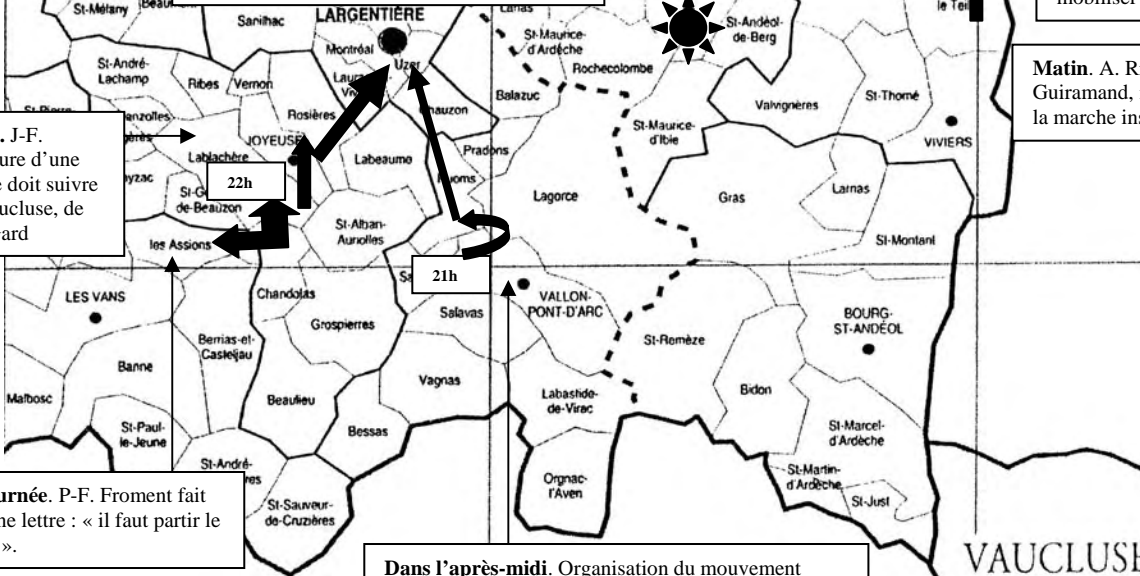 St-Mélany
Sanilhac
LARGENTIÈRE
Lanas
St-Maurice-
d'Ardèche
St-Andéol-
de-Berg
le Teil
mobiliser
Montréal
Uzer
St-André-
Lachamp
Ribes
Vernon
Rochecolombe
Matin. A. R
Guiramand,
la marche ins
Balazuc
Chauzon
Valvignères
St-Thomé
Rosières
VIVIERS
J-F.
ure d'une
e doit suivre
ucluse, de
ard
JOYEUSE
St-Maurice-
d'Ibie
Pradons
Lablachère
Labeaume
22h
Ruoms
Lagorce
Gras
Larnas
de-Beauzon
St-Alban-
Auriolles
St-Montant
les Assions
21h
LES VANS
Chandolas
Salavas
VALLON-
PONT-D'ARC
BOURG-
ST-ANDÉOL
Grospierres
Berrias-et-
Casteljau
St-Remèze
Banne
Vagnas
Bidon
Malbosc
Beaulieu
Labastide-
de-Virac
St-Paul-
le-Jeune
Bessas
St-Marcel-
d'Ardèche
St-André-
res
Orgnac-
l'Aven
St-Martin-
d'Ardèche
St-Just
urnée. P-F. Froment fait
ne lettre : « il faut partir le
».
St-Sauveur-
de-Cruzières
VAUCLUSE
Dans l'après-midi. Organisation du mouvement